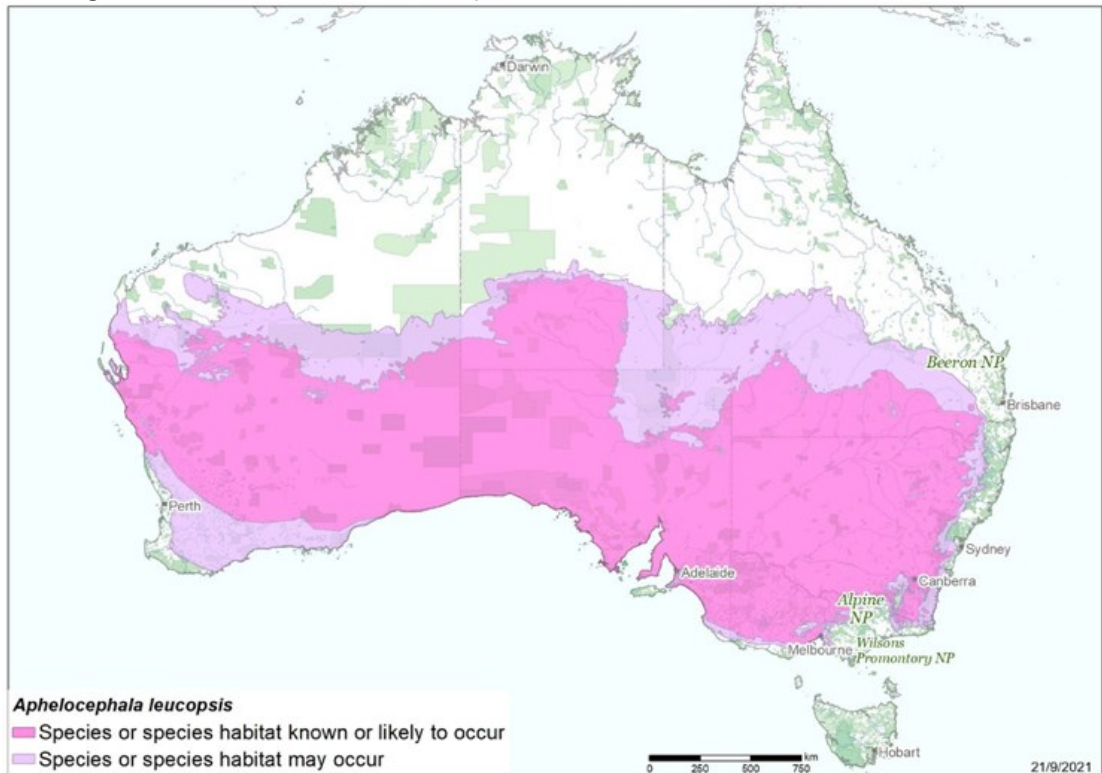 Darwin
Beeron NP
Brisbane
Perth
Sydney
Adelaide
Canberra
Alpine
NP
Melbourne
Wilsons
Promontory NP
Aphelocephala leucopsis
Species or species habitat known or likely to occur
Species or species habitat may occur
km
0 250 500 750
Hobart
21/9/2021